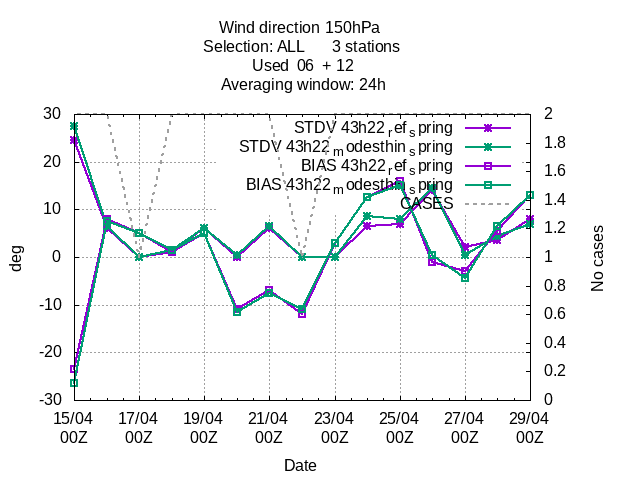 Wind direction 150hPa
Selection: ALL      3 stations
Used  06  + 12
Averaging window: 24h
30
20
10
0
-10
-20
-30
deg
2
1.8
1.6
1.4
1.2
1
0.8
0.6
0.4
0.2
0
No cases
STDV 43h22_ref_spring
STDV 43h22_modesthin_spring
BIAS 43h22_ref_spring
BIAS 43h22_modesthin_spring
CASES
15/04 17/04 19/04 21/04 23/04 25/04 27/04 29/04
00Z 00Z 00Z 00Z 00Z 00Z 00Z 00Z
Date